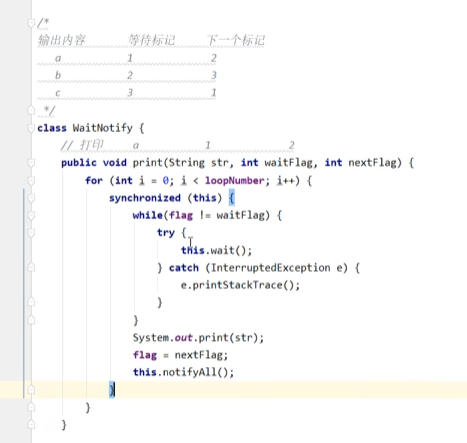 /*
输出内容 等待标记 下一个标记
a 1 2
b 2 3
c 3 1
*/
class WaitNotify {
// 打印 a 1 2
public void print(String str, int waitFlag, int nextFlag) {
for (int i = 0; i < loopNumber; i++) {
synchronized (this) {
while(flag != waitFlag) {
try {
this.wait();
} catch (InterruptedException e) {
e.printStackTrace();
}
}
System.out.print(str);
flag = nextFlag;
this.notifyAll();
}
}
}